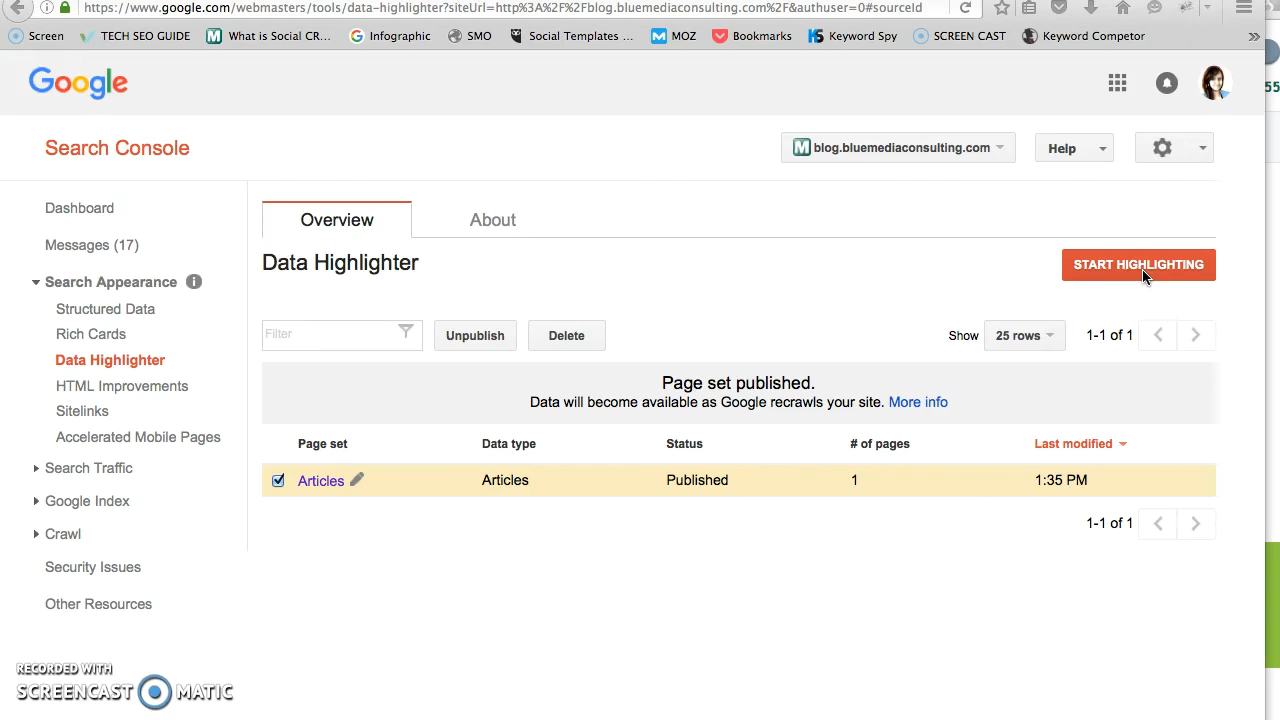 https://www.google.com/webmasters/tools/data-highlighter?siteUrl=http%3A%2F%2Fblog.bluemediaconsulting.com%2F&authuser=0#sourceId
Screen TECH SEO GUIDE What is Social CR... Infographic SMO Social Templates ... MOZ Bookmarks Keyword Spy SCREEN CAST Keyword Competor
Google
55
Search Console
blog.bluemediaconsulting.com Help
Dashboard
Messages (17)
Search Appearance
Structured Data
Rich Cards
Data Highlighter
HTML Improvements
Sitelinks
Accelerated Mobile Pages
Search Traffic
Google Index
Crawl
Security Issues
Other Resources
Overview About
Data Highlighter
START HIGHLIGHTING
Filter Unpublish Delete Show 25 rows 1-1 of 1
Page set published.
Data will become available as Google recrawls your site. More info
Page set Data type Status # of pages Last modified
Articles Articles Published 1 1:35 PM
1-1 of 1
RECORDED WITH
SCREENCAST MATIC